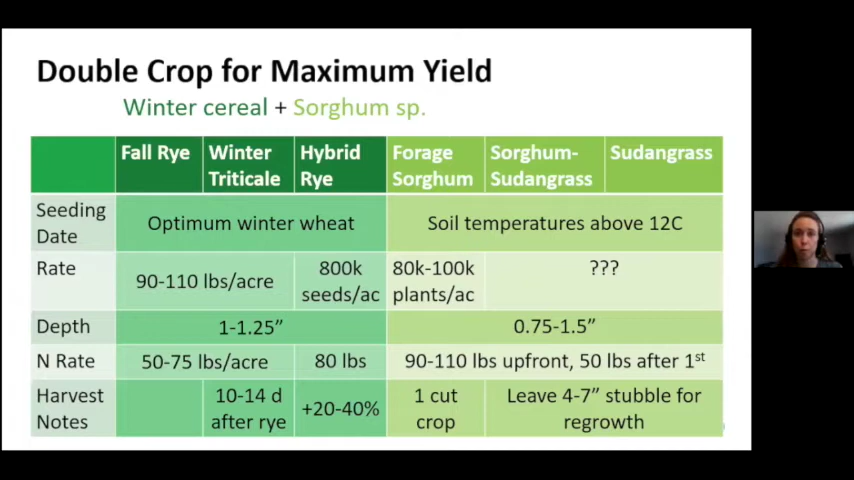 Double Crop for Maximum Yield
Winter cereal + Sorghum sp.
Fall Rye Winter Triticale Hybrid Rye Forage Sorghum Sorghum-Sudangrass Sudangrass
Seeding Date Optimum winter wheat Soil temperatures above 12C
Rate 90-110 lbs/acre 800k seeds/ac 80k-100k plants/ac ???
Depth 1-1.25” 0.75-1.5”
N Rate 50-75 lbs/acre 80 lbs 90-110 lbs upfront, 50 lbs after 1st
Harvest Notes 10-14 d after rye +20-40% 1 cut crop Leave 4-7” stubble for regrowth